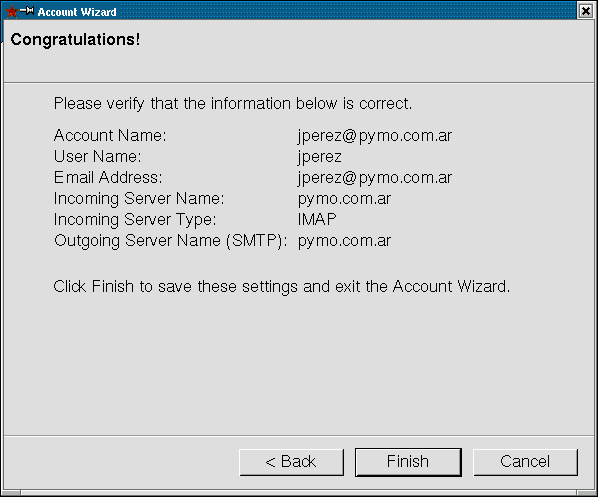 Account Wizard
Congratulations!
Please verify that the information below is correct.
Account Name: jperez@pymo.com.ar
User Name: jperez
Email Address: jperez@pymo.com.ar
Incoming Server Name: pymo.com.ar
Incoming Server Type: IMAP
Outgoing Server Name (SMTP): pymo.com.ar
Click Finish to save these settings and exit the Account Wizard.
< Back Finish Cancel